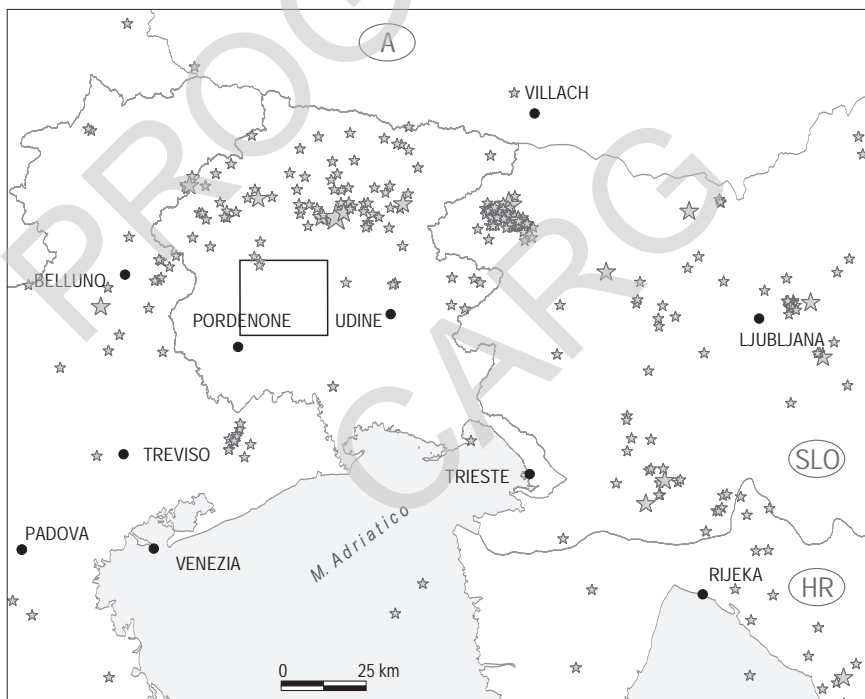 PROGETTO CARG
A
VILLACH
BELLUNO
PORDENONE
UDINE
LJUBLJANA
TREVISO
TRIESTE
SLO
PADOVA
VENEZIA
M. Adriatico
RIJEKA
HR
0 25 km